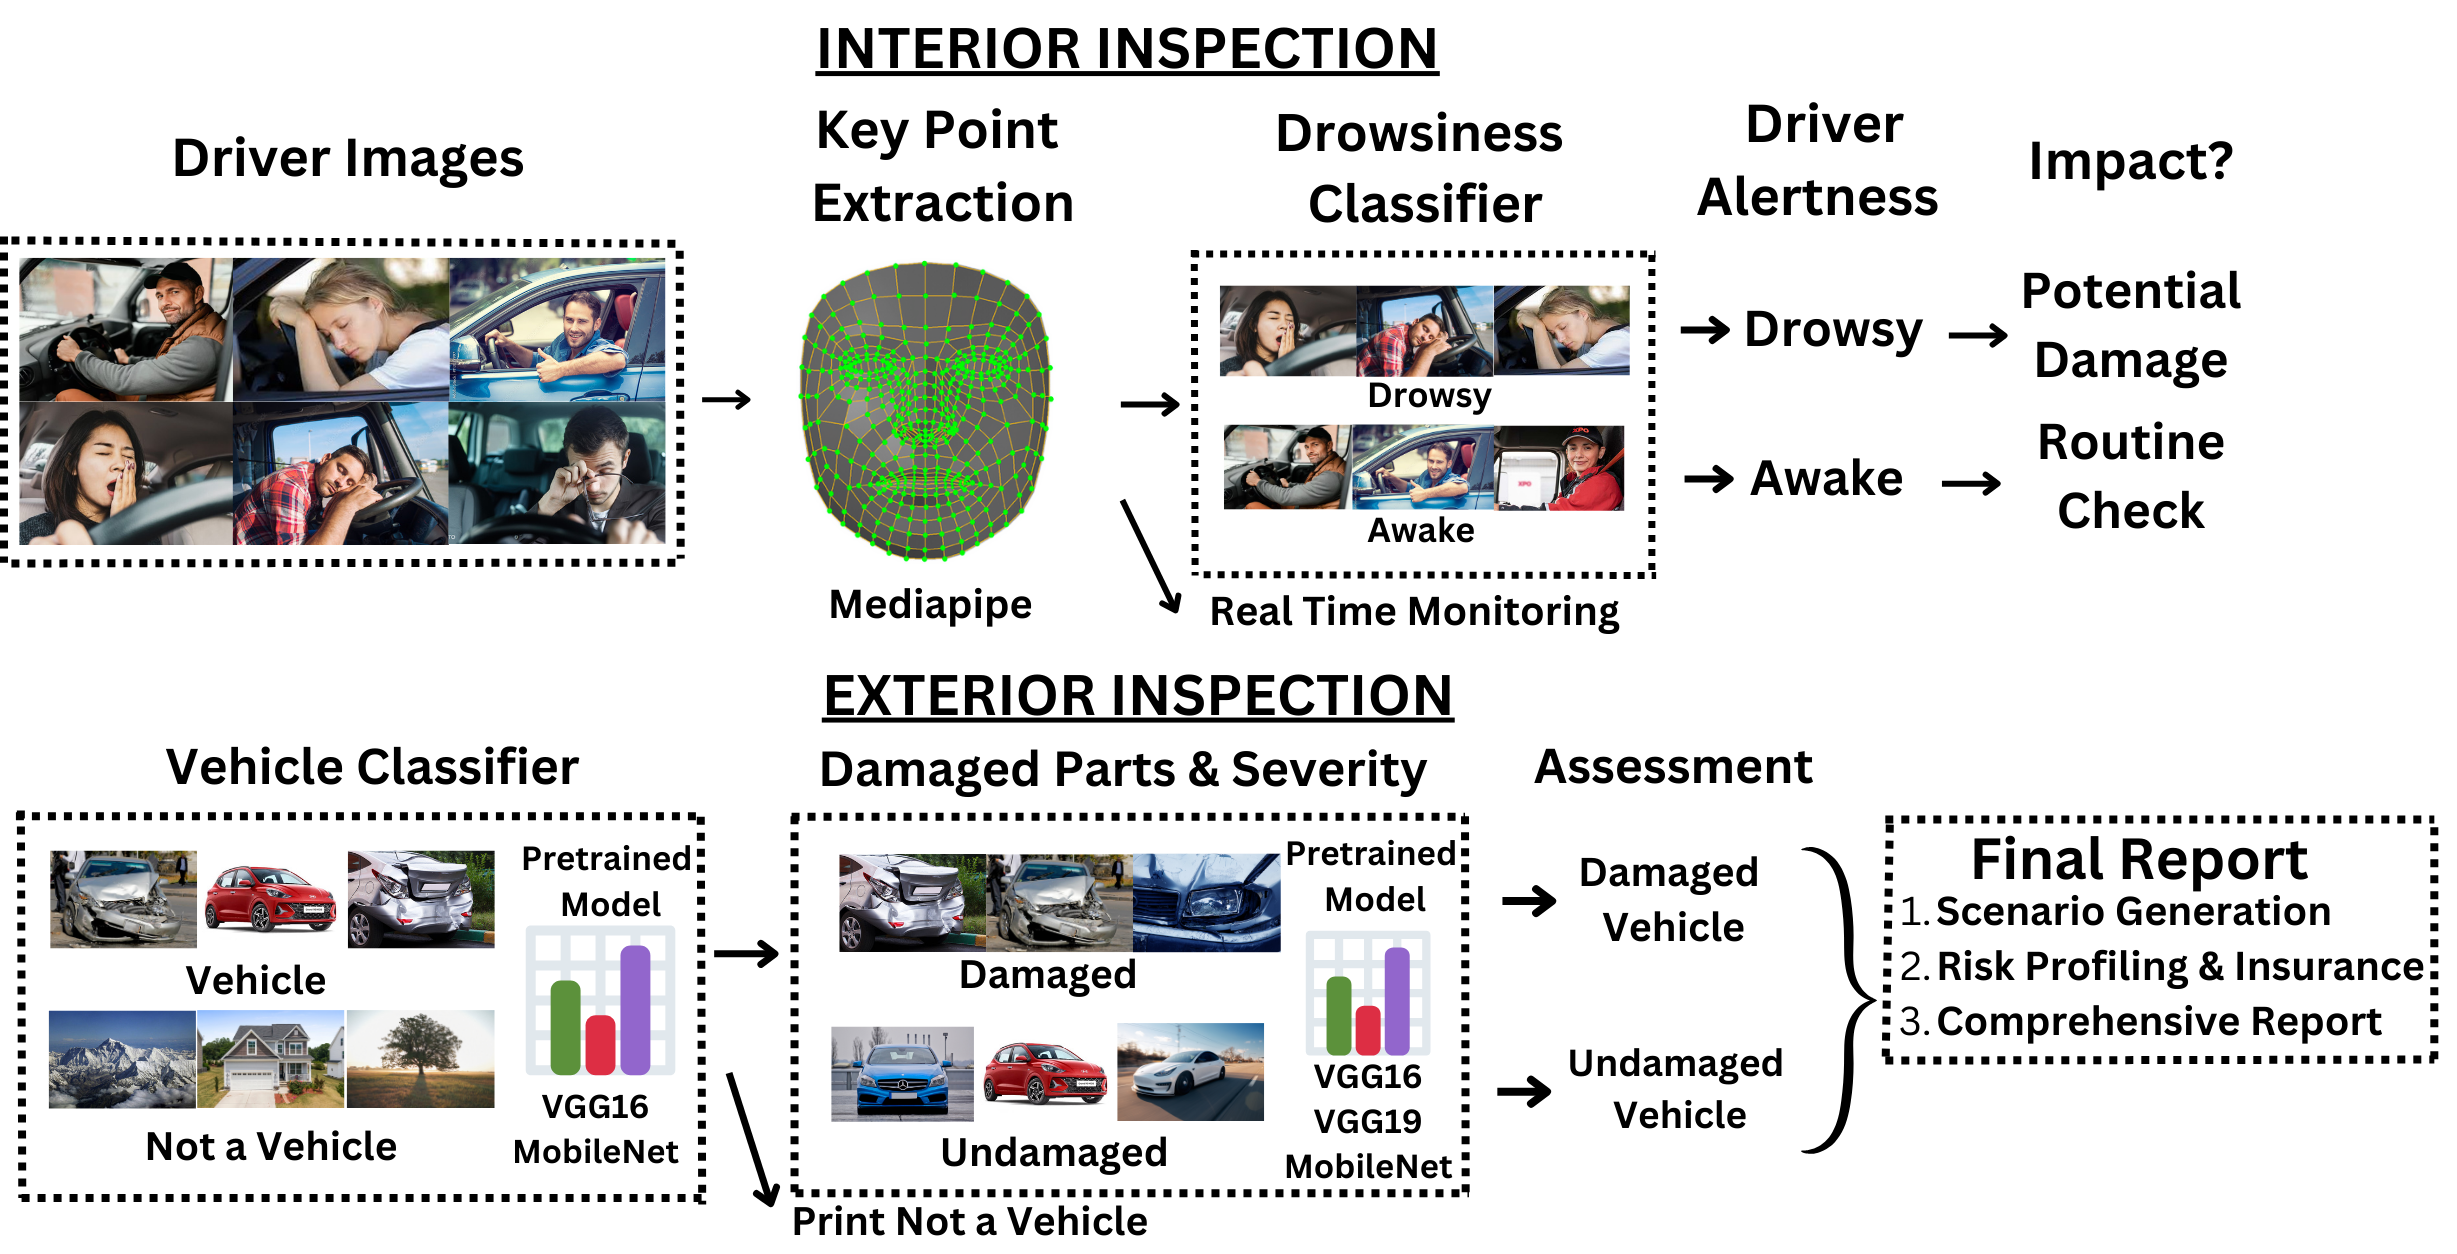 INTERIOR INSPECTION
Driver Images
Key Point
Extraction
Drowsiness
Classifier
Driver
Alertness
Impact?
Drowsy
Awake
Mediapipe
Real Time Monitoring
Drowsy
Potential
Damage
Awake
Routine
Check
XPO
XPO
EXTERIOR INSPECTION
Vehicle Classifier
Vehicle
Not a Vehicle
Pretrained
Model
VGG16
MobileNet
Print Not a Vehicle
Damaged Parts & Severity
Damaged
Undamaged
Pretrained
Model
VGG16
VGG19
MobileNet
Assessment
Damaged
Vehicle
Undamaged
Vehicle
Final Report
1. Scenario Generation
2. Risk Profiling & Insurance
3. Comprehensive Report